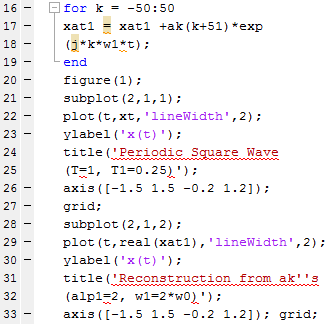 16 - for k = -50:50
17 - xat1 = xat1 +ak(k+51)*exp
18 - (j*k*w1*t);
19 - end
20 - figure(1);
21 - subplot(2,1,1);
22 - plot(t,xt,'lineWidth',2);
23 - ylabel('x(t)');
24 - title('Periodic Square Wave
25 - (T=1, T1=0.25)');
26 - axis([-1.5 1.5 -0.2 1.2]);
27 - grid;
28 - subplot(2,1,2);
29 - plot(t,real(xat1),'lineWidth',2);
30 - ylabel('x(t)');
31 title('Reconstruction from ak''s
32 - (alp1=2, w1=2*w0)');
33 - axis([-1.5 1.5 -0.2 1.2]); grid;